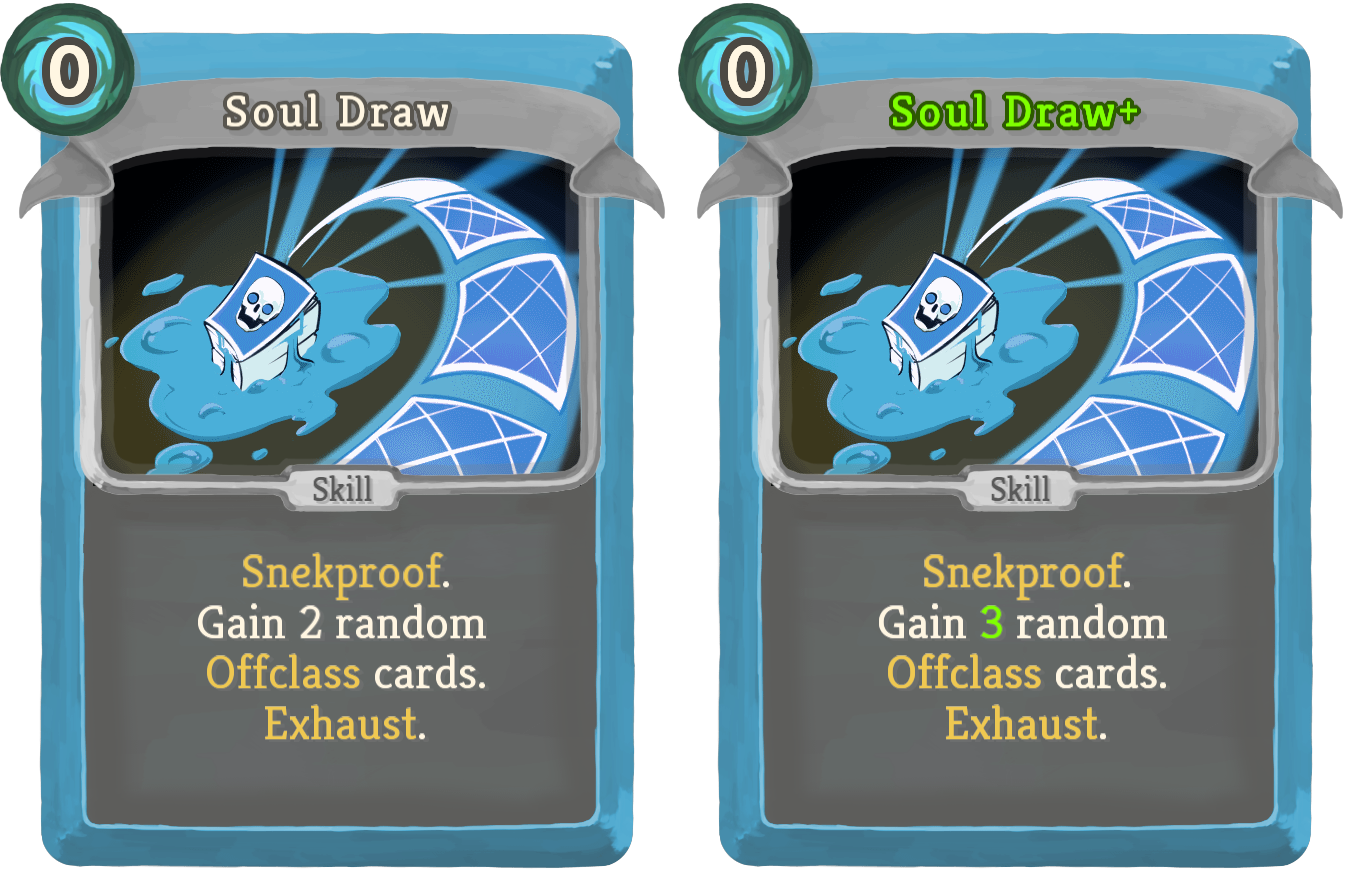 0
Soul Draw
Skill
Snekproof.
Gain 2 random
Offclass cards.
Exhaust.
0
Soul Draw+
Skill
Snekproof.
Gain 3 random
Offclass cards.
Exhaust.